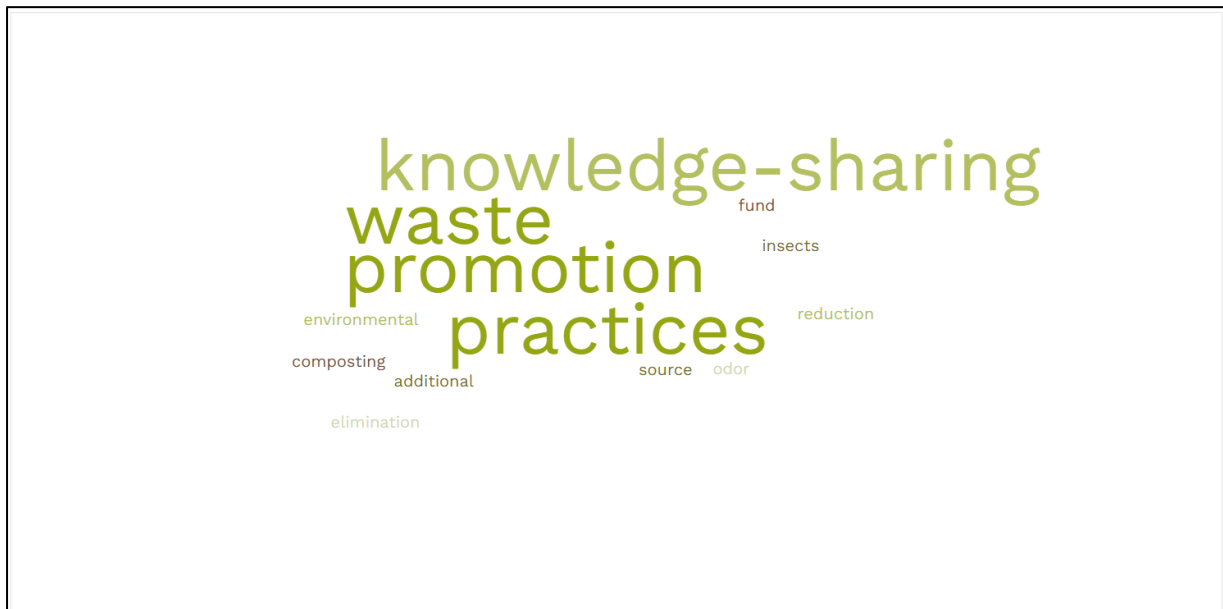 knowledge-sharing
fund
waste
insects
promotion
reduction
environmental
practices
composting
source
odor
additional
elimination